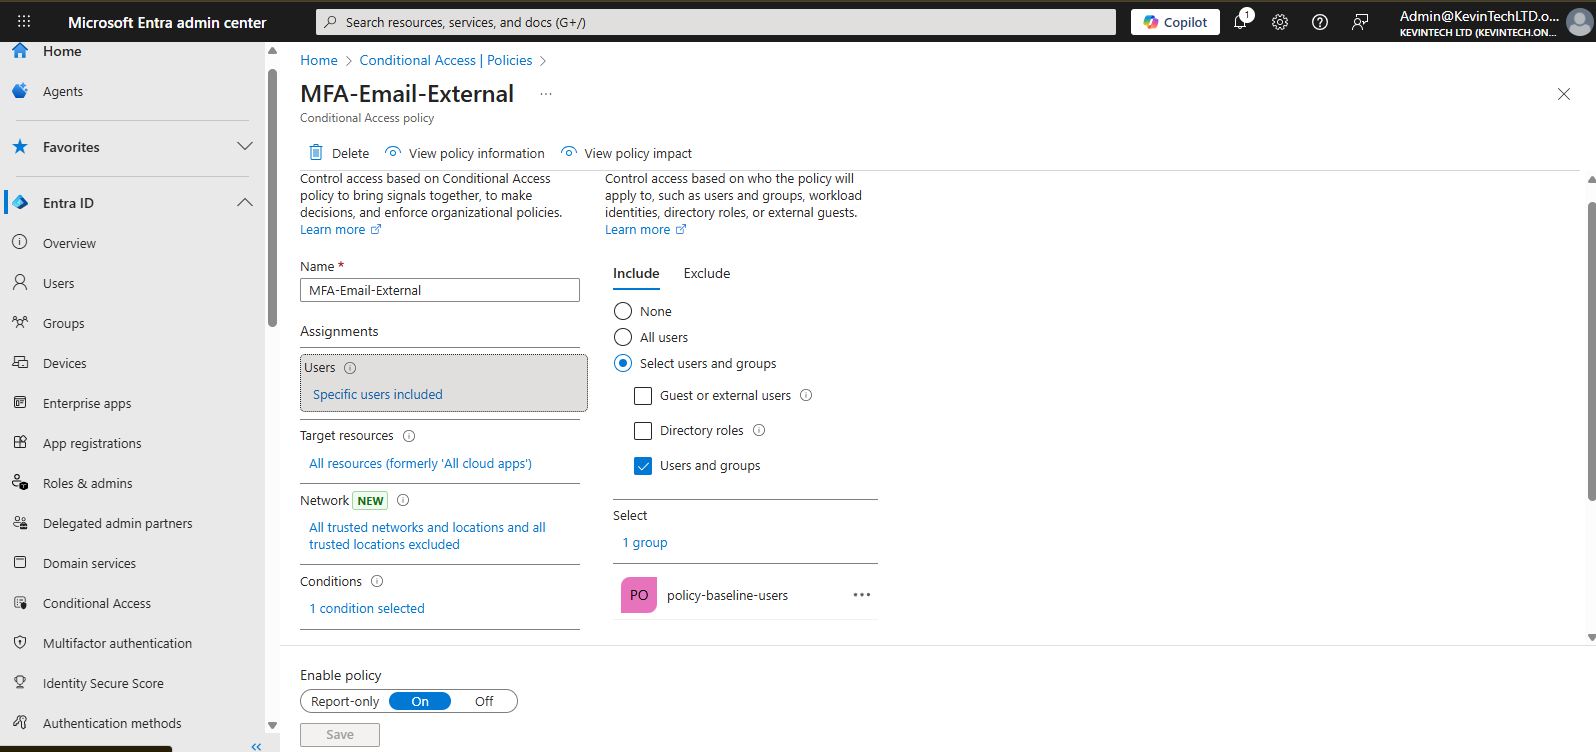 Microsoft Entra admin center
Search resources, services, and docs (G+/)
Copilot
1
Admin@KevinTechLTD.o...
KEVINTECH LTD (KEVINTECH.ON...
Home
Agents
Favorites
Entra ID
Overview
Users
Groups
Devices
Enterprise apps
App registrations
Roles & admins
Delegated admin partners
Domain services
Conditional Access
Multifactor authentication
Identity Secure Score
Authentication methods
Home > Conditional Access | Policies >
MFA-Email-External ...
Conditional Access policy
Delete
View policy information
View policy impact
Control access based on Conditional Access
policy to bring signals together, to make
decisions, and enforce organizational policies.
Learn more
Name *
MFA-Email-External
Assignments
Users
Specific users included
Target resources
All resources (formerly 'All cloud apps')
Network NEW
All trusted networks and locations and all
trusted locations excluded
Conditions
1 condition selected
Control access based on who the policy will
apply to, such as users and groups, workload
identities, directory roles, or external guests.
Learn more
Include
Exclude
None
All users
Select users and groups
Guest or external users
Directory roles
Users and groups
Select
1 group
PO
policy-baseline-users
Enable policy
Report-only
On
Off
Save